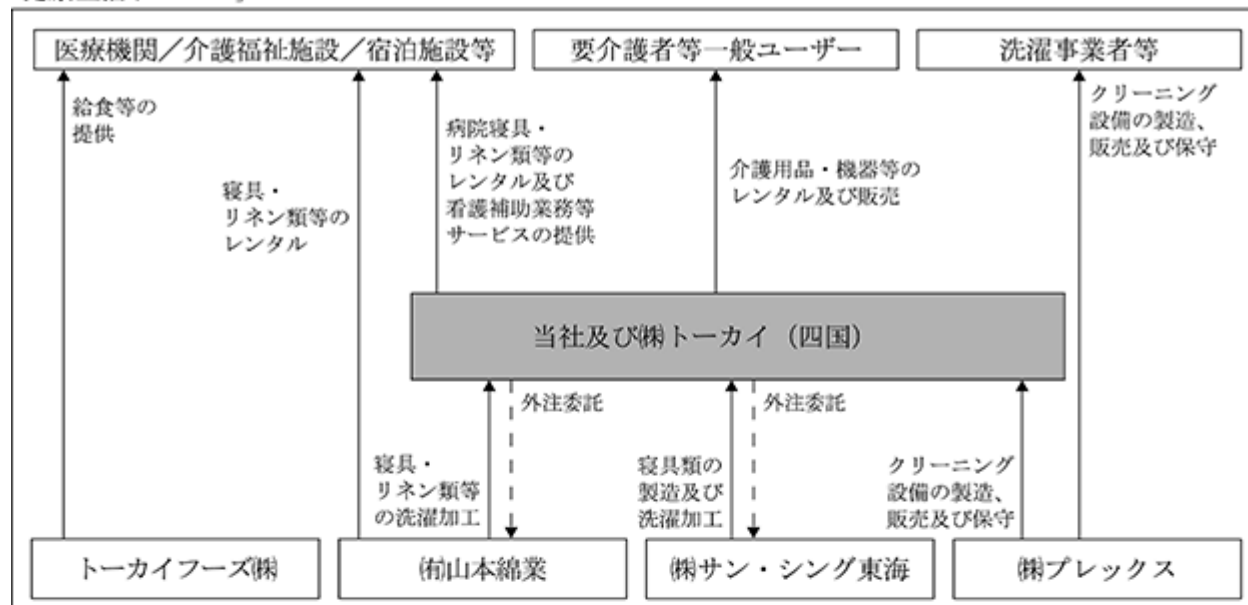 医療機関／介護福祉施設／宿泊施設等
要介護者等一般ユーザー
洗濯事業者等
給食等の
提供
寝具・
リネン類等の
レンタル
病院寝具・
リネン類等の
レンタル及び
看護補助業務等
サービスの提供
介護用品・機器等の
レンタル及び販売
クリーニング
設備の製造、
販売及び保守
当社及び㈱トーカイ（四国）
外注委託
外注委託
寝具・
リネン類等
の洗濯加工
寝具類の
製造及び
洗濯加工
クリーニング
設備の製造、
販売及び保守
トーカイフーズ㈱
㈲山本綿業
㈱サン・シング東海
㈱プレックス